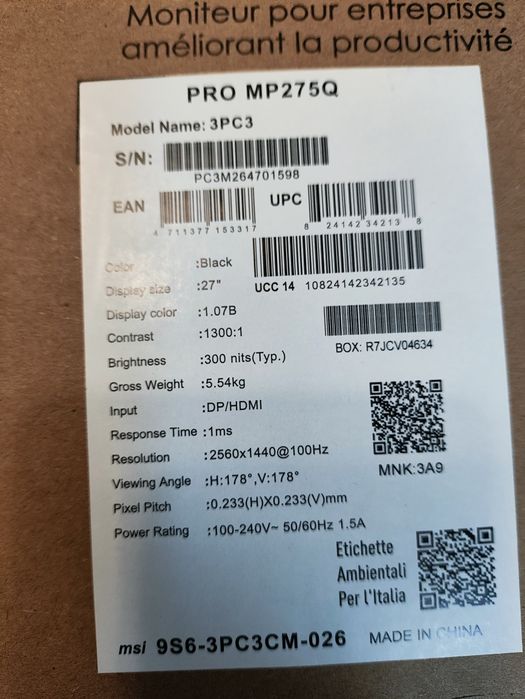 Moniteur pour entreprises
améliorant la productivité
PRO MP275Q
Model Name: 3PC3
S/N:
PC3M264701598
EAN
4 711377 153317
UPC
8 24142 34213 8
Color :Black
UCC 14 10824142342135
Display size :27"
Display color :1.07B
Contrast :1300:1
BOX: R7JCV04634
Brightness :300 nits(Typ.)
Gross Weight :5.54kg
Input :DP/HDMI
Response Time :1ms
Resolution :2560x1440@100Hz
MNK:3A9
Viewing Angle :H:178°,V:178°
Pixel Pitch :0.233(H)X0.233(V)mm
Power Rating :100-240V~ 50/60Hz 1.5A
Etichette
Ambientali
Per l'Italia
msi 9S6-3PC3CM-026 MADE IN CHINA